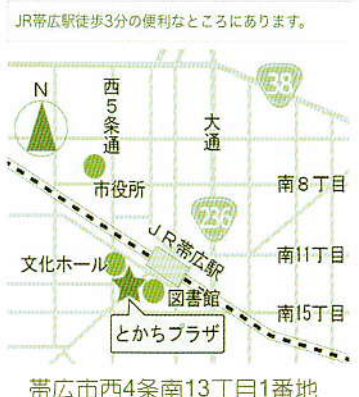 JR帯広駅徒歩3分の便利なところにあります。
N
西5条通
大通
38
市役所
南8丁目
236
JR帯広駅
南11丁目
文化ホール
図書館
南15丁目
とかちプラザ
帯広市西4条南13丁目1番地